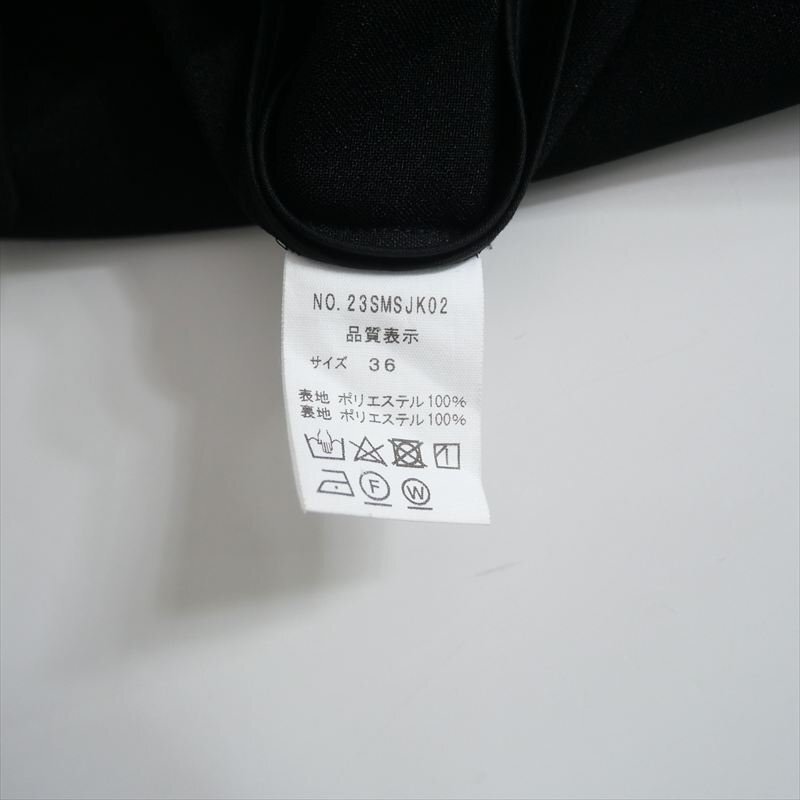 NO.23SMSJK02
品質表示
サイズ 36
表地 ポリエステル100%
裏地 ポリエステル100%
F W